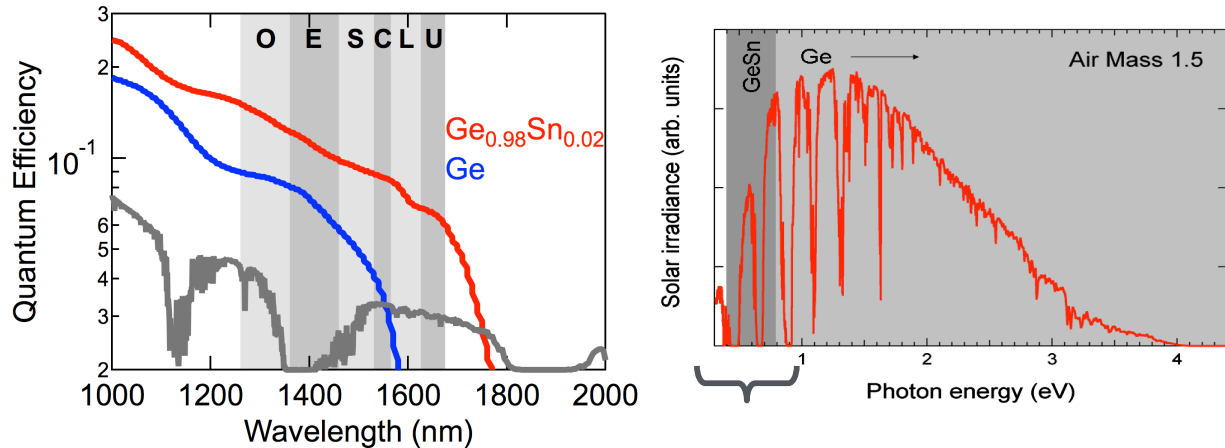 Quantum Efficiency
3
2
10⁻¹
6
5
4
3
2
O E S C L U
Ge₀.₉₈Sn₀.₀₂
Ge
1000 1200 1400 1600 1800 2000
Wavelength (nm)
Solar irradiance (arb. units)
GeSn
Ge
Air Mass 1.5
1 2 3 4
Photon energy (eV)